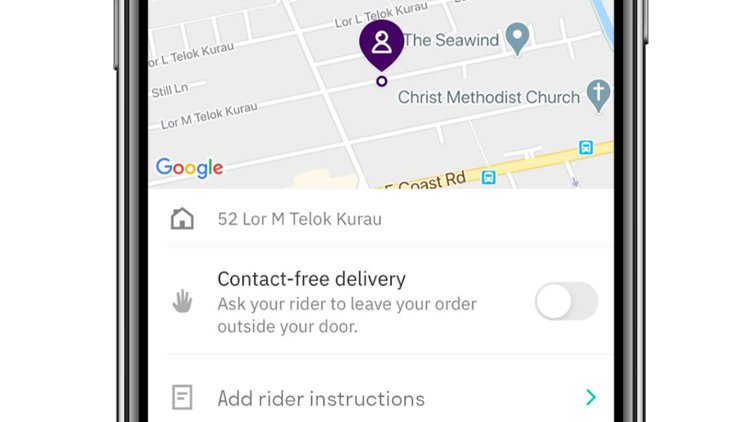 Lor L Telok Kurau
The Seawind
or L Telok Kurau
Still Ln
Christ Methodist Church
Lor M Telok Kurau
Google
E Coast Rd
52 Lor M Telok Kurau
Contact-free delivery
Ask your rider to leave your order
outside your door.
Add rider instructions